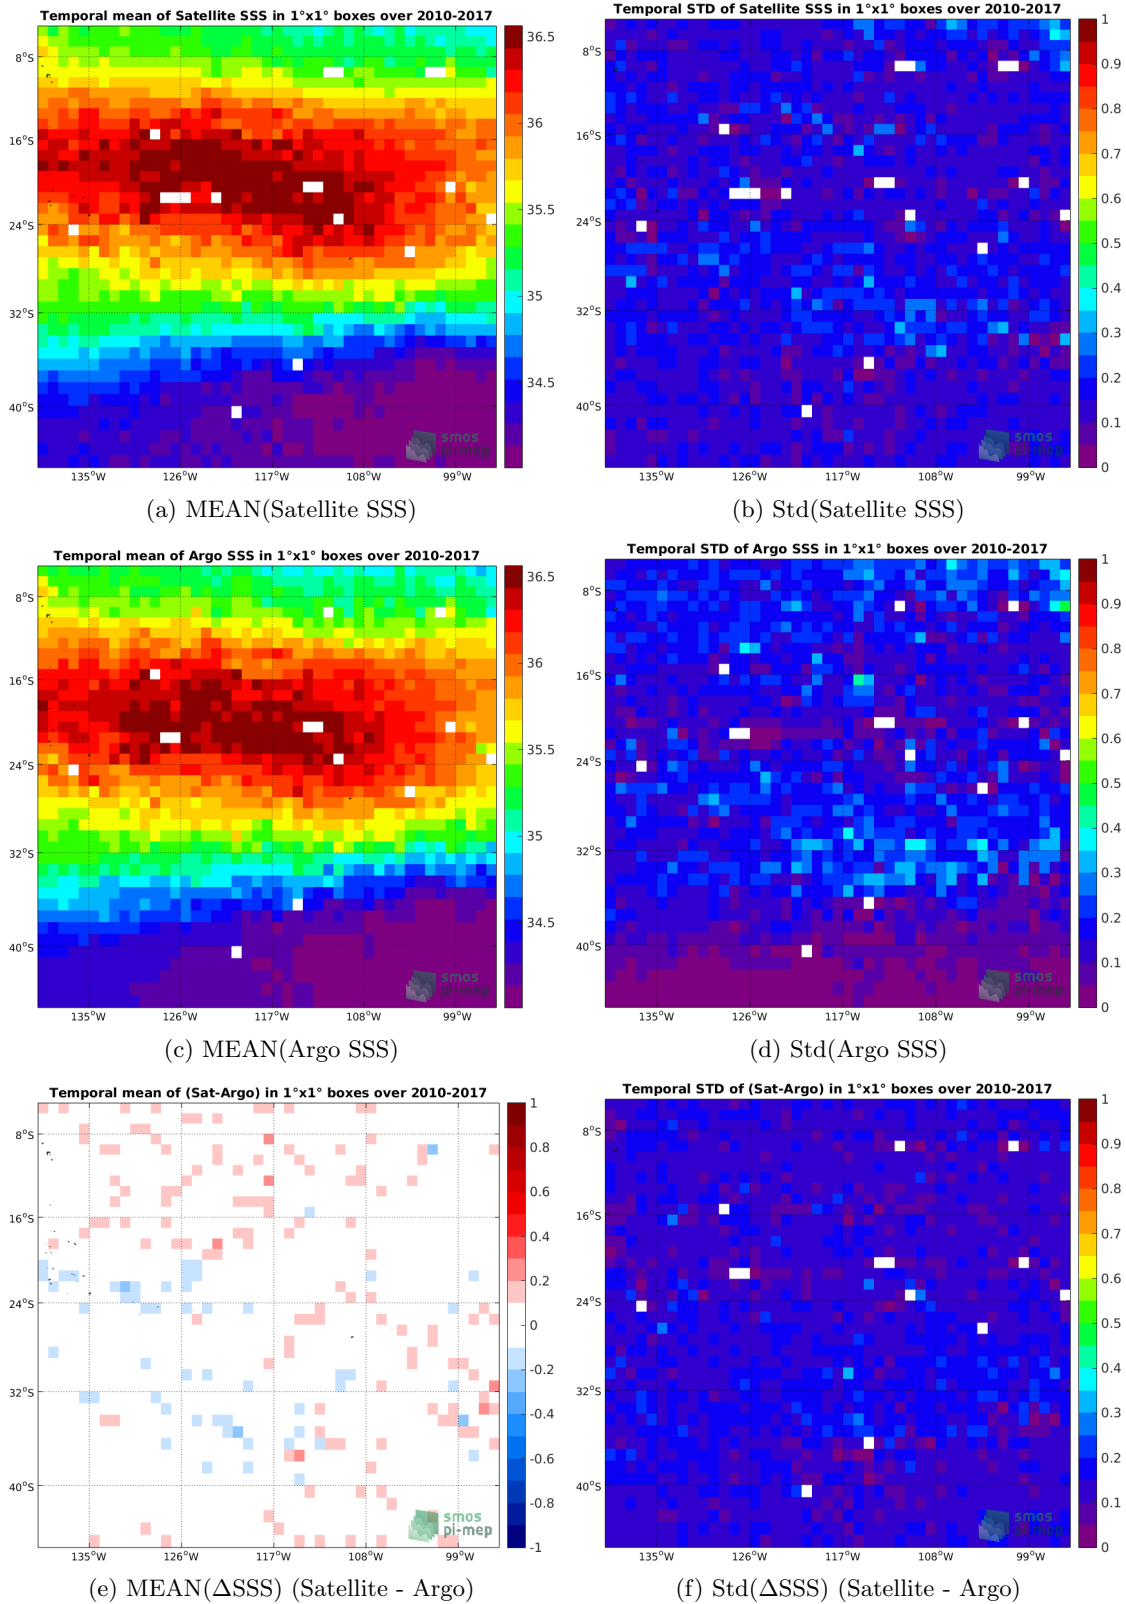 Temporal mean of Satellite SSS in 1°x1° boxes over 2010-2017
36.5
36
35.5
35
34.5
8°S
16°S
24°S
32°S
40°S
135°W 126°W 117°W 108°W 99°W
smos
pi-mep
(a) MEAN(Satellite SSS)
Temporal STD of Satellite SSS in 1°x1° boxes over 2010-2017
1
0.9
0.8
0.7
0.6
0.5
0.4
0.3
0.2
0.1
0
8°S
16°S
24°S
32°S
40°S
135°W 126°W 117°W 108°W 99°W
smos
pi-mep
(b) Std(Satellite SSS)
Temporal mean of Argo SSS in 1°x1° boxes over 2010-2017
36.5
36
35.5
35
34.5
8°S
16°S
24°S
32°S
40°S
135°W 126°W 117°W 108°W 99°W
smos
pi-mep
(c) MEAN(Argo SSS)
Temporal STD of Argo SSS in 1°x1° boxes over 2010-2017
1
0.9
0.8
0.7
0.6
0.5
0.4
0.3
0.2
0.1
0
8°S
16°S
24°S
32°S
40°S
135°W 126°W 117°W 108°W 99°W
smos
pi-mep
(d) Std(Argo SSS)
Temporal mean of (Sat-Argo) in 1°x1° boxes over 2010-2017
1
0.8
0.6
0.4
0.2
0
-0.2
-0.4
-0.6
-0.8
-1
8°S
16°S
24°S
32°S
40°S
135°W 126°W 117°W 108°W 99°W
smos
pi-mep
(e) MEAN(ΔSSS) (Satellite - Argo)
Temporal STD of (Sat-Argo) in 1°x1° boxes over 2010-2017
1
0.9
0.8
0.7
0.6
0.5
0.4
0.3
0.2
0.1
0
8°S
16°S
24°S
32°S
40°S
135°W 126°W 117°W 108°W 99°W
smos
pi-mep
(f) Std(ΔSSS) (Satellite - Argo)